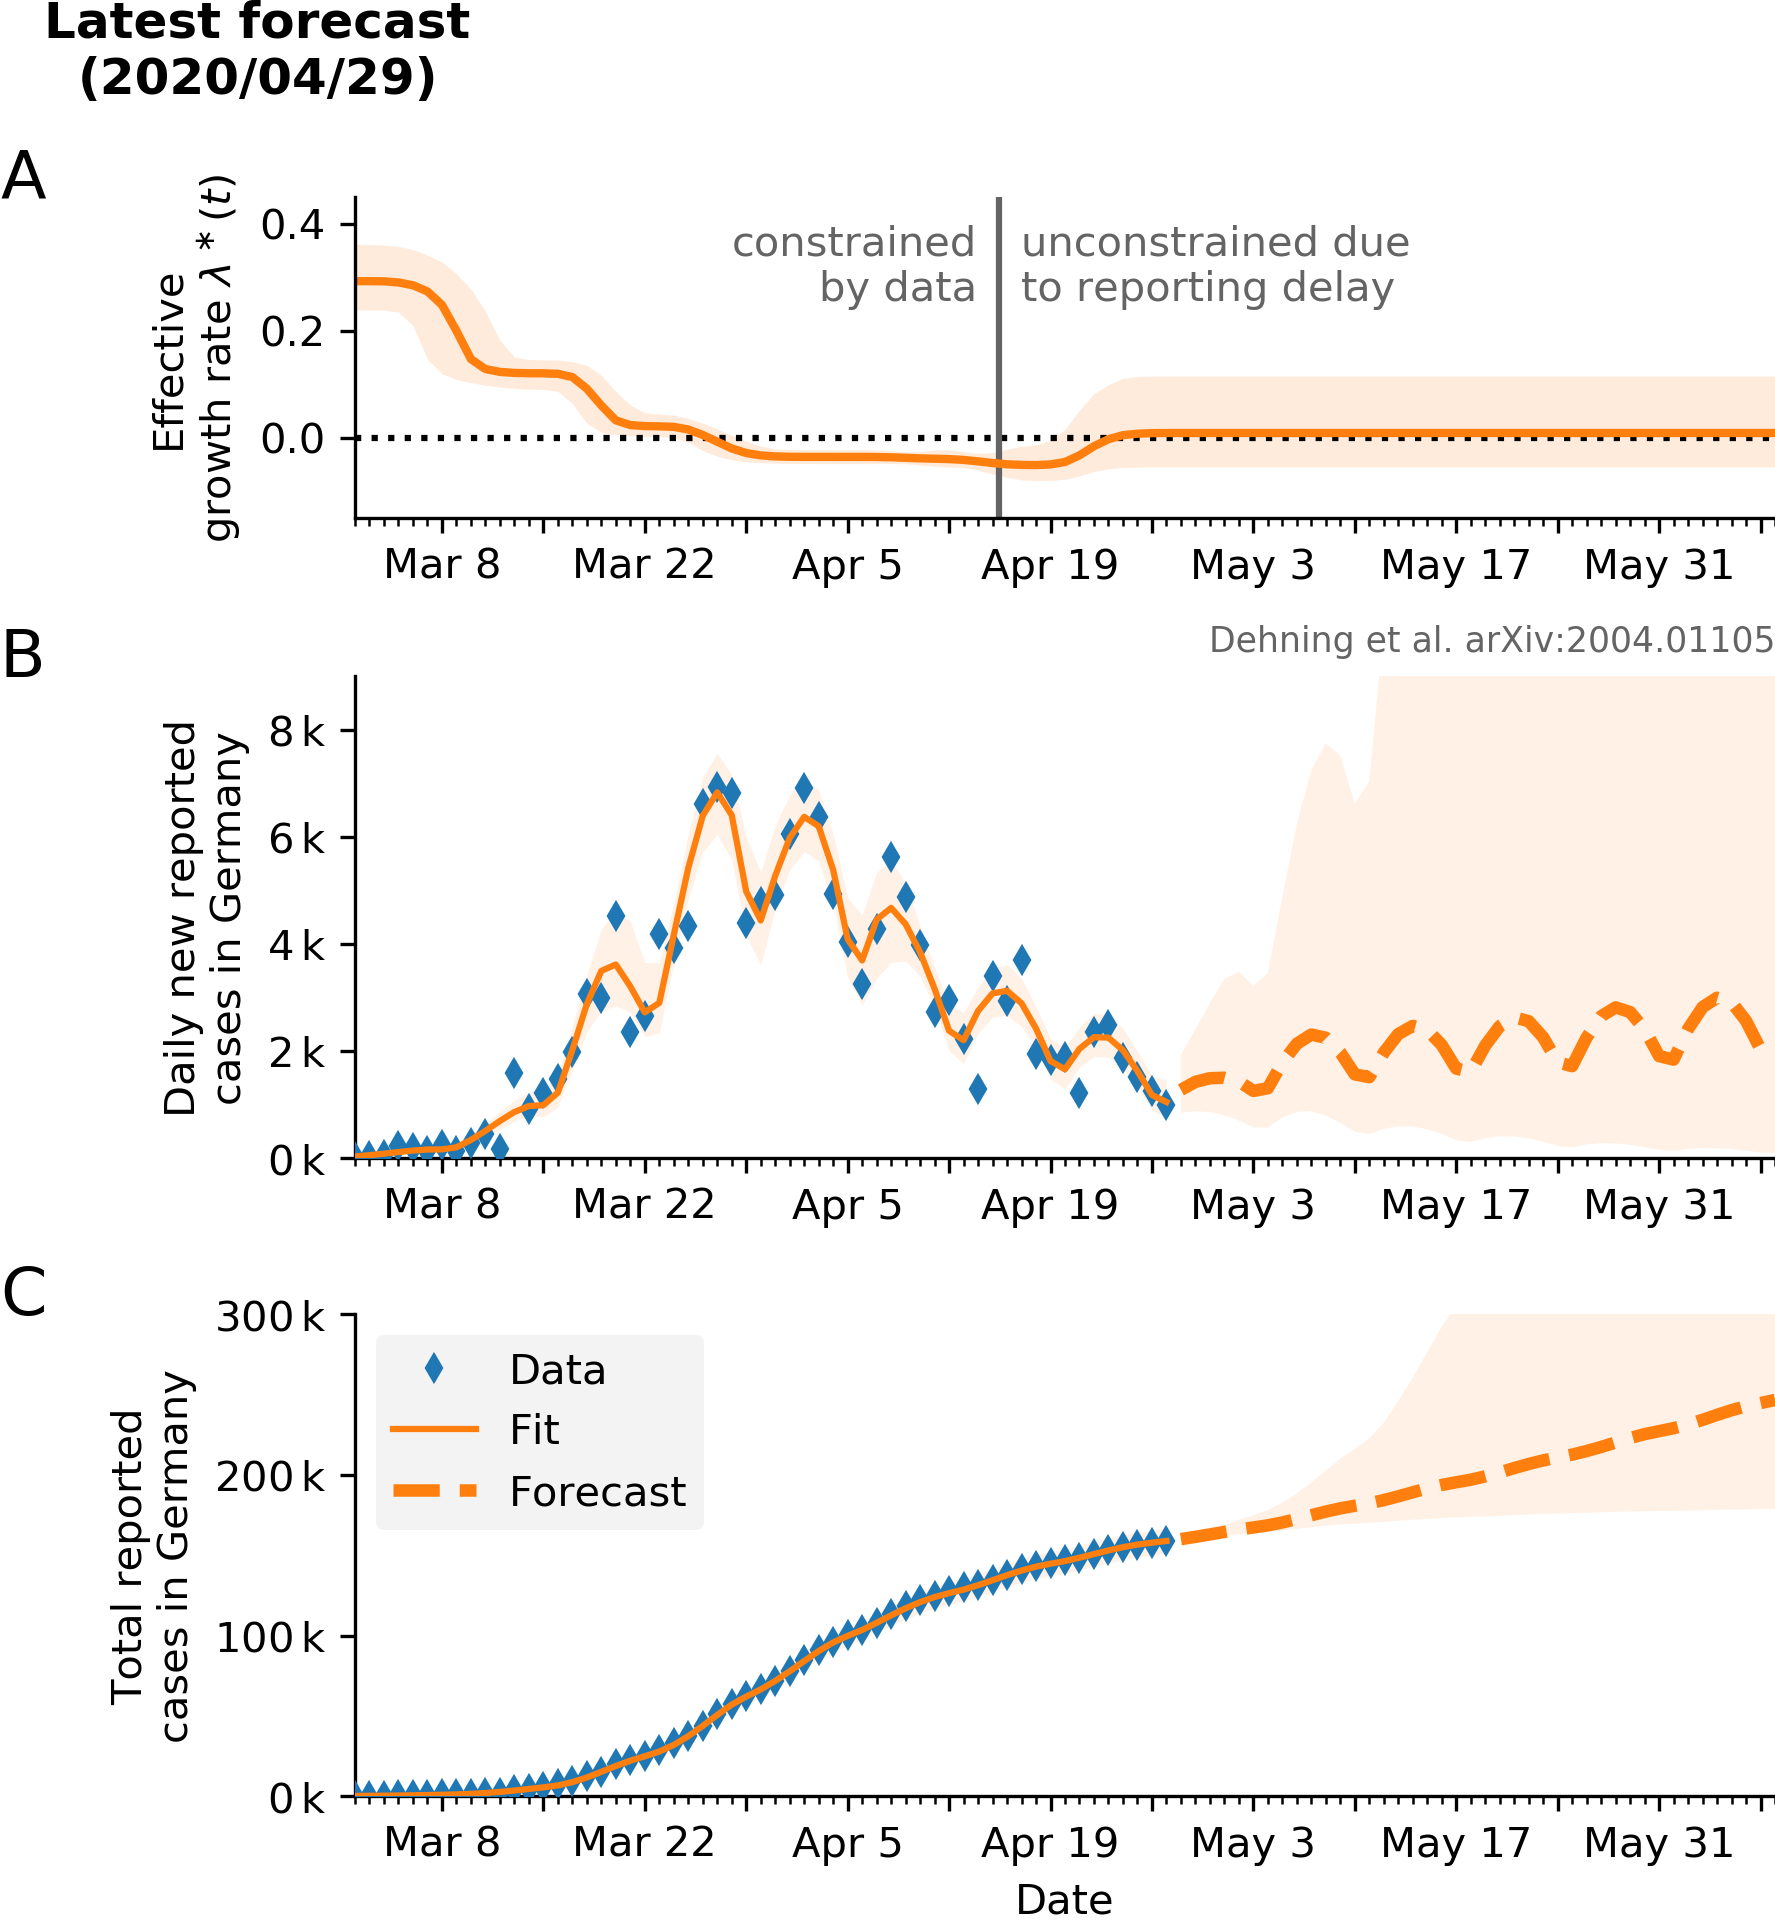 Latest forecast
(2020/04/29)
A
Effective
growth rate λ * (t)
0.4
0.2
0.0
constrained
by data
unconstrained due
to reporting delay
Mar 8
Mar 22
Apr 5
Apr 19
May 3
May 17
May 31
B
Dehning et al. arXiv:2004.01105
Daily new reported
cases in Germany
8 k
6 k
4 k
2 k
0 k
Mar 8
Mar 22
Apr 5
Apr 19
May 3
May 17
May 31
C
Total reported
cases in Germany
300 k
200 k
100 k
0 k
Data
Fit
Forecast
Mar 8
Mar 22
Apr 5
Apr 19
May 3
May 17
May 31
Date